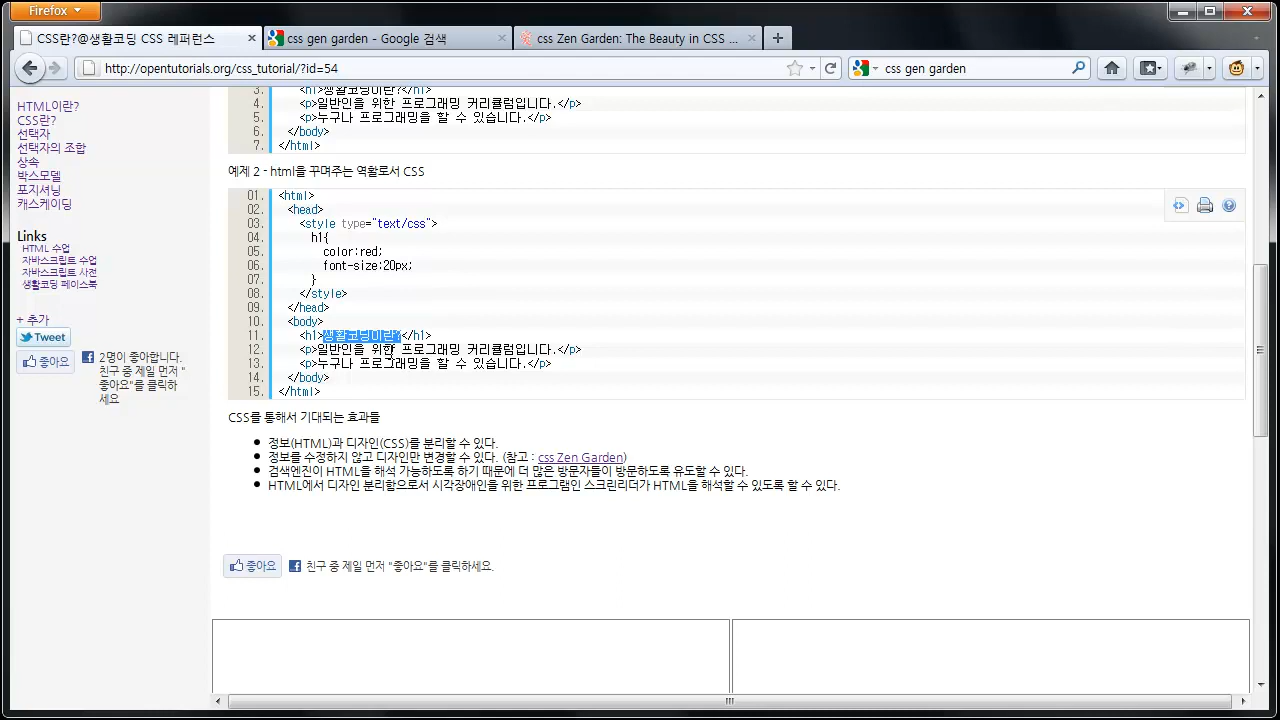 Firefox
CSS란?@생활코딩 CSS 레퍼런스
css gen garden - Google 검색
css Zen Garden: The Beauty in CSS ...
http://opentutorials.org/css_tutorial/?id=54
css gen garden
HTML이란?
CSS란?
선택자
선택자의 조합
상속
박스모델
포지셔닝
캐스케이딩
Links
HTML 수업
자바스크립트 수업
자바스크립트 사전
생활코딩 페이스북
+ 추가
Tweet
좋아요
2명이 좋아합니다.
친구 중 제일 먼저 "
좋아요"를 클릭하
세요
3. <h1>생활코딩이란?</h1>
4. <p>일반인을 위한 프로그래밍 커리큘럼입니다.</p>
5. <p>누구나 프로그래밍을 할 수 있습니다.</p>
6. </body>
7. </html>
예제 2 - html을 꾸며주는 역할로서 CSS
01. <html>
02. <head>
03. <style type="text/css">
04. h1{
05. color:red;
06. font-size:20px;
07. }
08. </style>
09. </head>
10. <body>
11. <h1>생활코딩이란?</h1>
12. <p>일반인을 위한 프로그래밍 커리큘럼입니다.</p>
13. <p>누구나 프로그래밍을 할 수 있습니다.</p>
14. </body>
15. </html>
CSS를 통해서 기대되는 효과들
● 정보(HTML)과 디자인(CSS)를 분리할 수 있다.
● 정보를 수정하지 않고 디자인만 변경할 수 있다. (참고 : css Zen Garden)
● 검색엔진이 HTML을 해석 가능하도록 하기 때문에 더 많은 방문자들이 방문하도록 유도할 수 있다.
● HTML에서 디자인 분리함으로서 시각장애인을 위한 프로그램인 스크린리더가 HTML을 해석할 수 있도록 할 수 있다.
좋아요
친구 중 제일 먼저 "좋아요"를 클릭하세요.